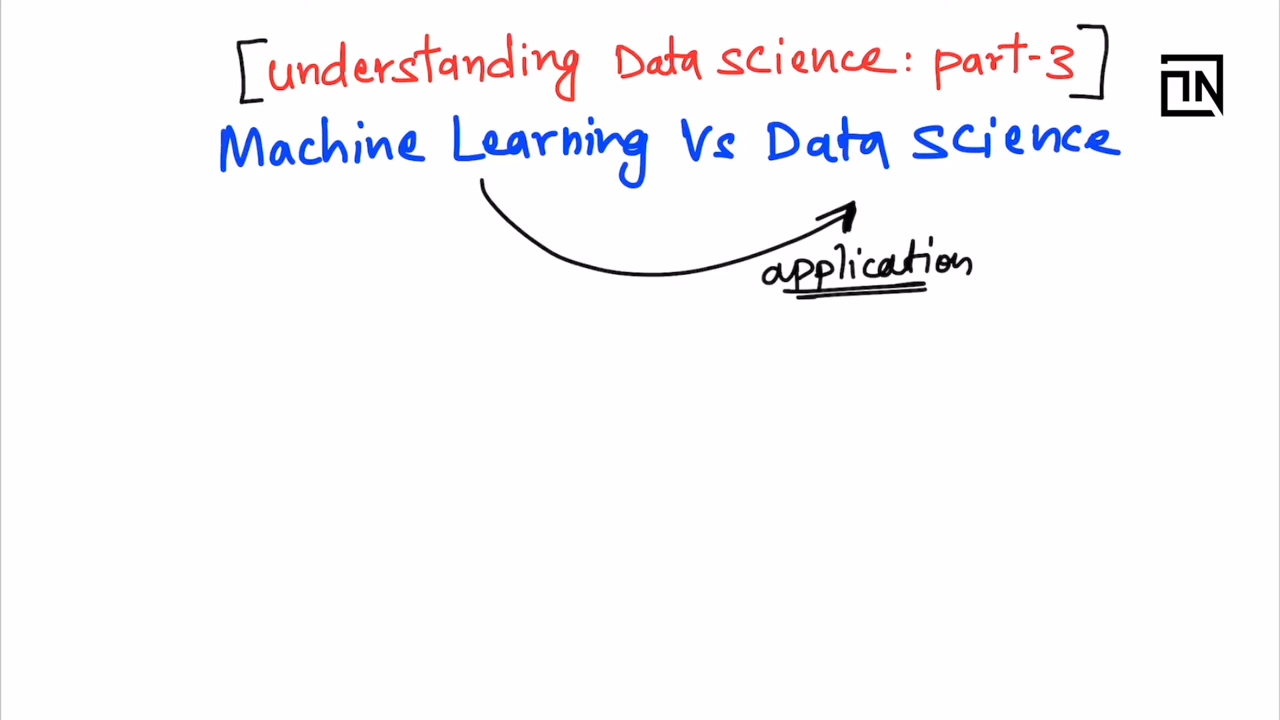 [understanding Data science: part-3]
Machine Learning Vs Data science
application